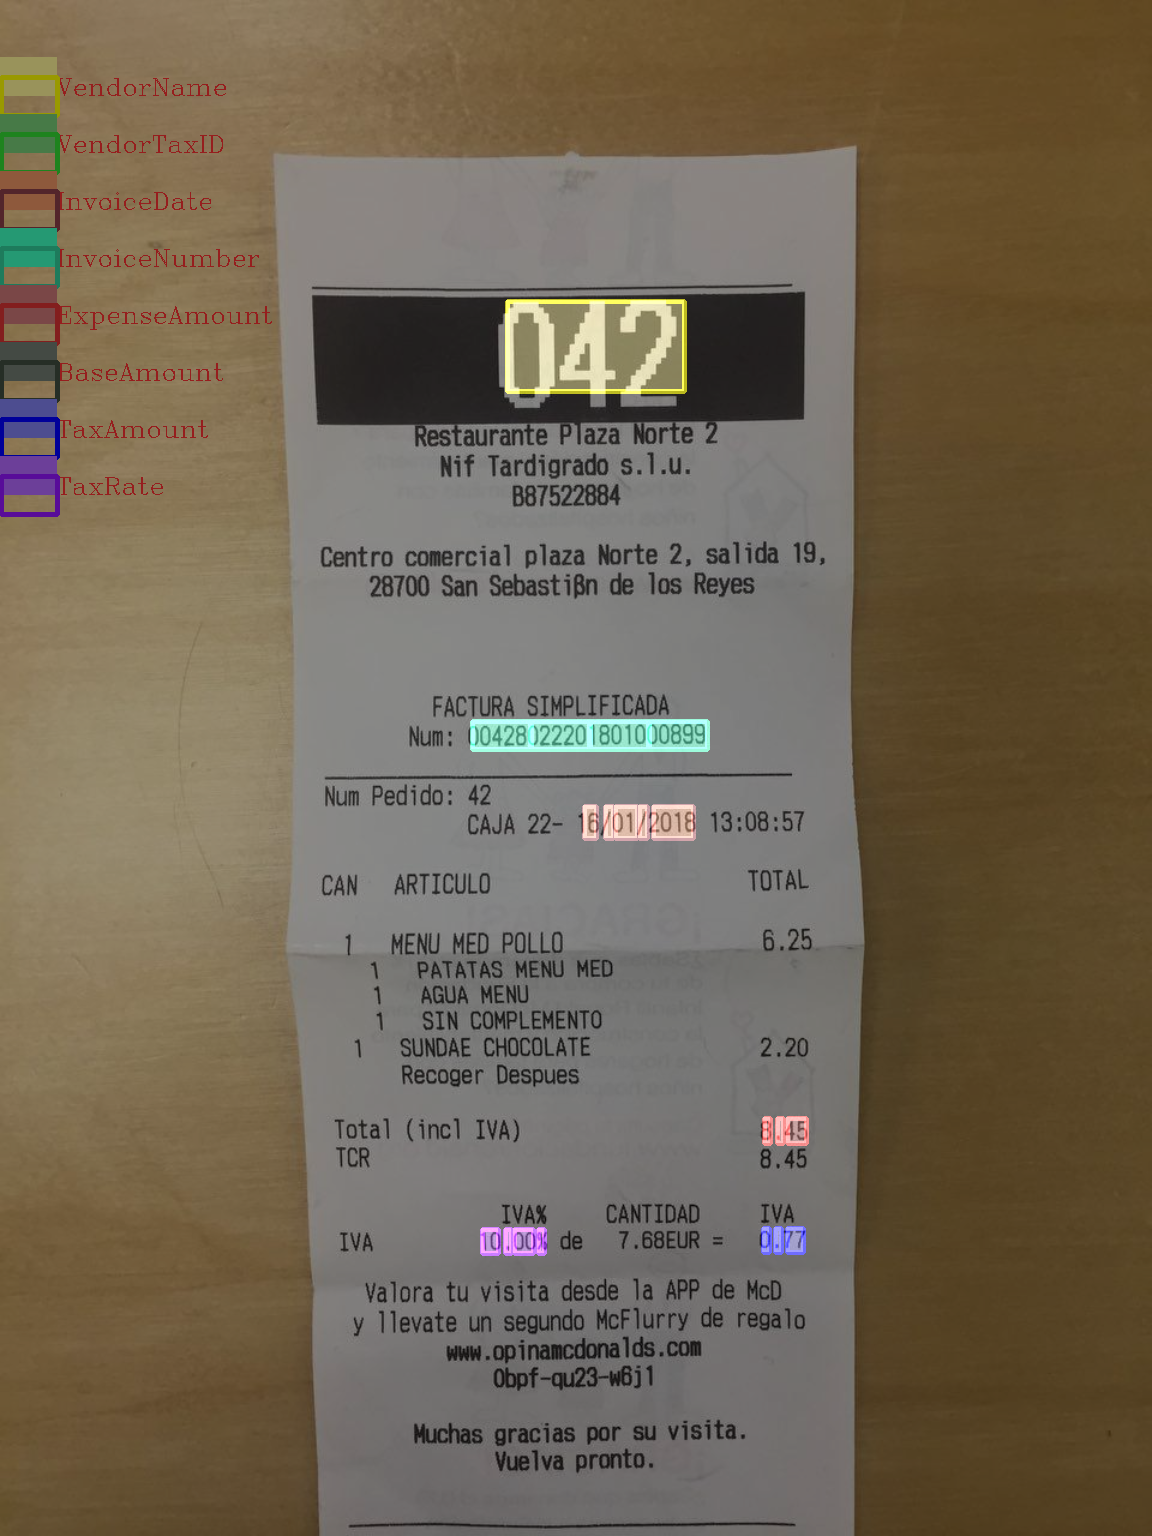 VendorName
VendorTaxID
InvoiceDate
InvoiceNumber
ExpenseAmount
BaseAmount
TaxAmount
TaxRate
042
Restaurante Plaza Norte 2
Nif Tardigrado s.l.u.
B87522884
Centro comercial plaza Norte 2, salida 19,
28700 San Sebastiβn de los Reyes
FACTURA SIMPLIFICADA
Num: 00428022201801000899
Num Pedido: 42
CAJA 22- 16/01/2018 13:08:57
CAN ARTICULO TOTAL
1 MENU MED POLLO 6.25
1 PATATAS MENU MED
1 AGUA MENU
1 SIN COMPLEMENTO
1 SUNDAE CHOCOLATE 2.20
Recoger Despues
Total (incl IVA) 8.45
TCR 8.45
IVA% CANTIDAD IVA
IVA 10.00% de 7.68EUR = 0.77
Valora tu visita desde la APP de McD
y llevate un segundo McFlurry de regalo
www.opinamcdonalds.com
0bpf-qu23-w6j1
Muchas gracias por su visita.
Vuelva pronto.